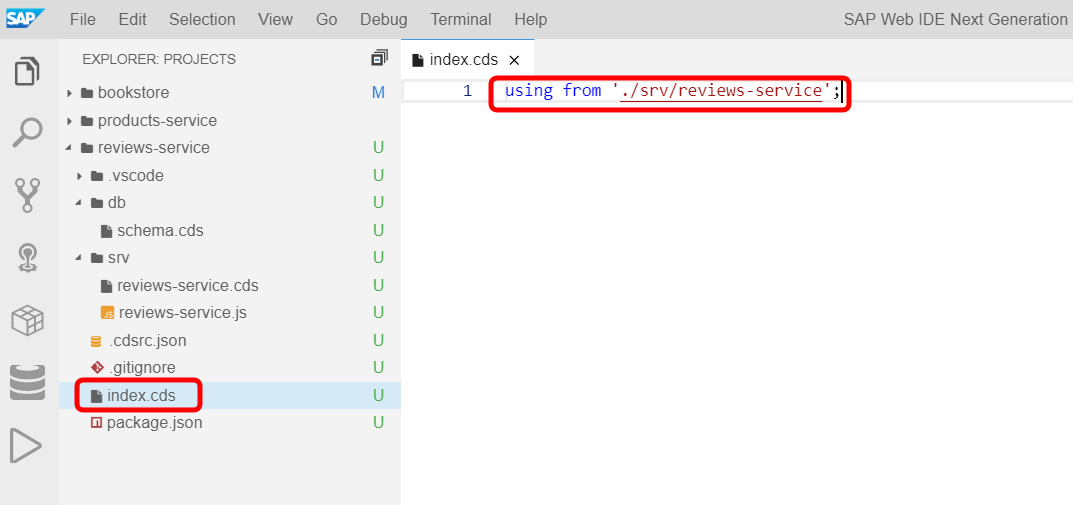 SAP File Edit Selection View Go Debug Terminal Help SAP Web IDE Next Generation
EXPLORER: PROJECTS
index.cds ×
bookstore M
1 using from './srv/reviews-service';
products-service
reviews-service U
.vscode U
db U
schema.cds U
srv U
reviews-service.cds U
JS reviews-service.js U
.cdsrc.json U
.gitignore U
index.cds U
package.json U